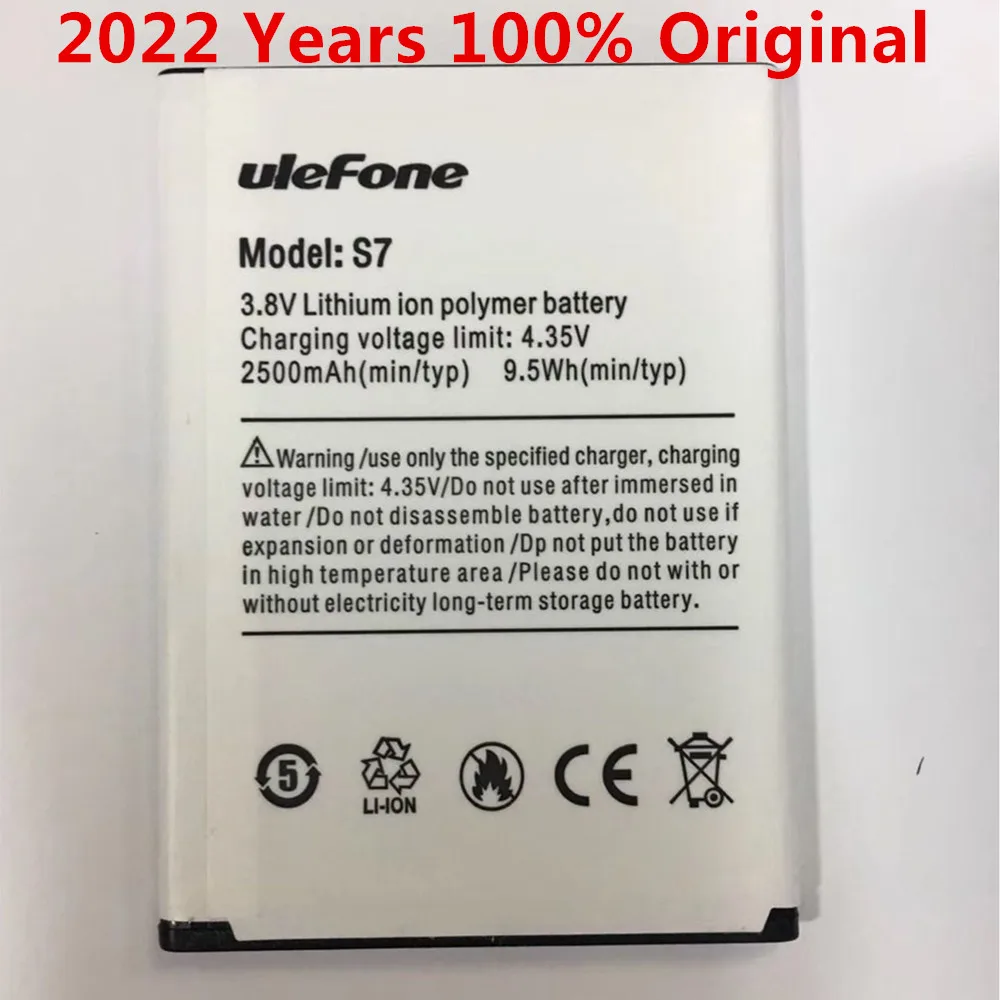 2022 Years 100% Original
uleFone
Model: S7
3.8V Lithium ion polymer battery
Charging voltage limit: 4.35V
2500mAh(min/typ) 9.5Wh(min/typ)
Warning /use only the specified charger, charging
voltage limit: 4.35V/Do not use after immersed in
water /Do not disassemble battery,do not use if
expansion or deformation /Dp not put the battery
in high temperature area /Please do not with or
without electricity long-term storage battery.
5
LI-ION
CE